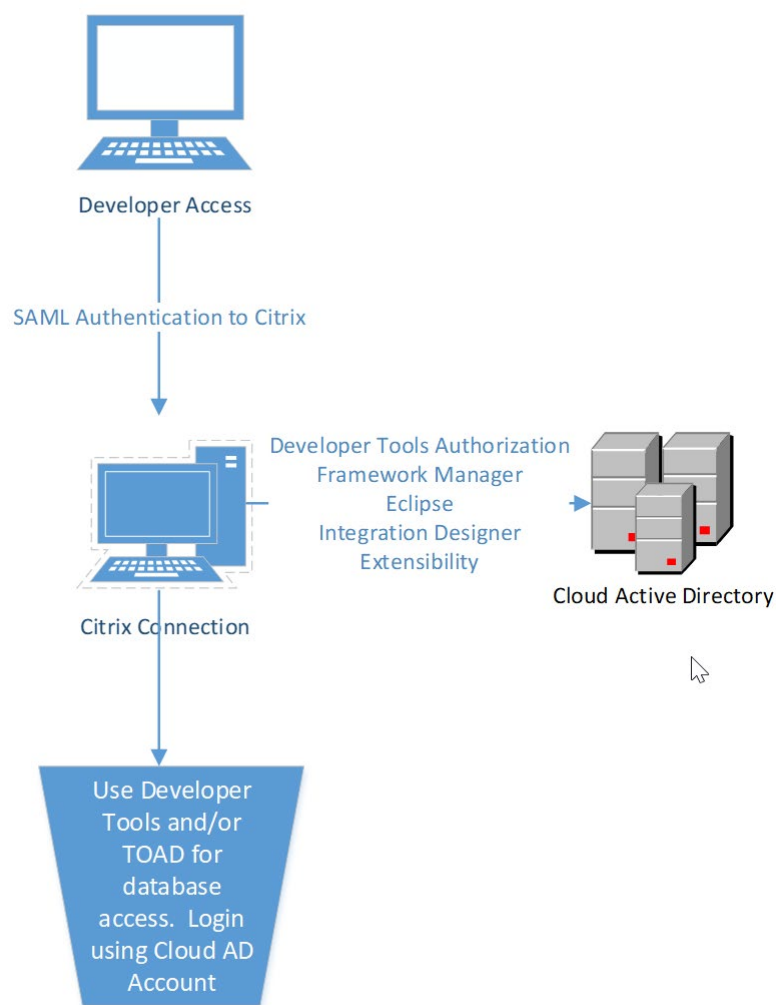 Developer Access
SAML Authentication to Citrix
Developer Tools Authorization
Framework Manager
Eclipse
Integration Designer
Extensibility
Cloud Active Directory
Citrix Connection
Use Developer
Tools and/or
TOAD for
database
access.  Login
using Cloud AD
Account